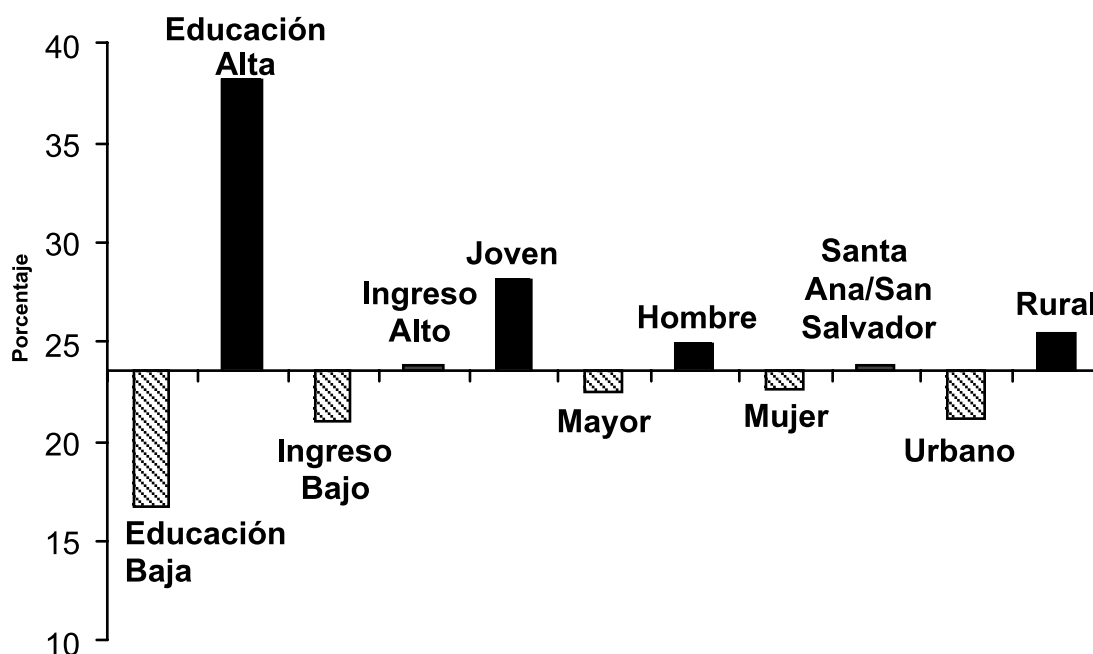 Porcentaje
40
35
30
25
20
15
10
Educación
Alta
Educación
Baja
Ingreso
Bajo
Ingreso
Alto
Joven
Mayor
Hombre
Mujer
Santa
Ana/San
Salvador
Urbano
Rural